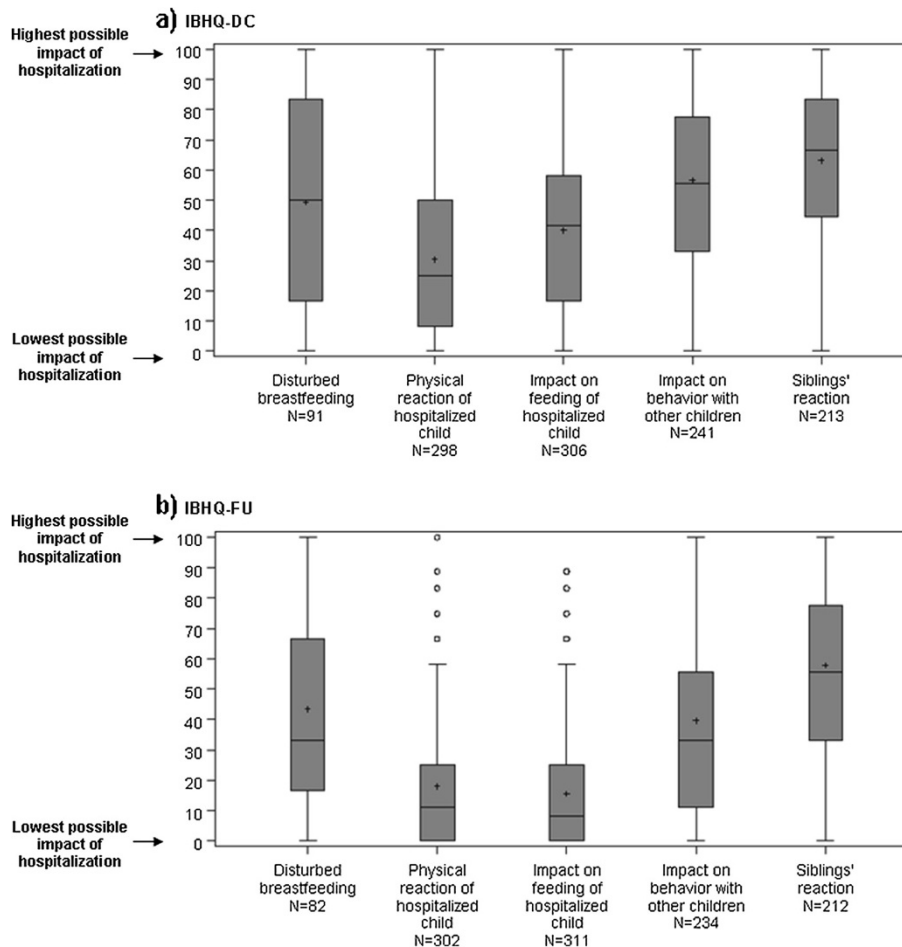 a) IBHQ-DC
Highest possible
impact of
hospitalization
100
90
80
70
60
50
40
30
20
10
0
Lowest possible
impact of
hospitalization
Disturbed
breastfeeding
N=91
Physical
reaction of
hospitalized
child
N=298
Impact on
feeding of
hospitalized
child
N=306
Impact on
behavior with
other children
N=241
Siblings'
reaction
N=213
b) IBHQ-FU
Highest possible
impact of
hospitalization
100
90
80
70
60
50
40
30
20
10
0
Lowest possible
impact of
hospitalization
Disturbed
breastfeeding
N=82
Physical
reaction of
hospitalized
child
N=302
Impact on
feeding of
hospitalized
child
N=311
Impact on
behavior with
other children
N=234
Siblings'
reaction
N=212